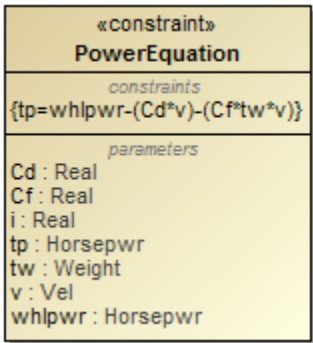 «constraint»
PowerEquation
constraints
{tp=whlpwr-(Cd*v)-(Cf*tw*v)}
parameters
Cd : Real
Cf : Real
i : Real
tp : Horsepwr
tw : Weight
v : Vel
whlpwr : Horsepwr